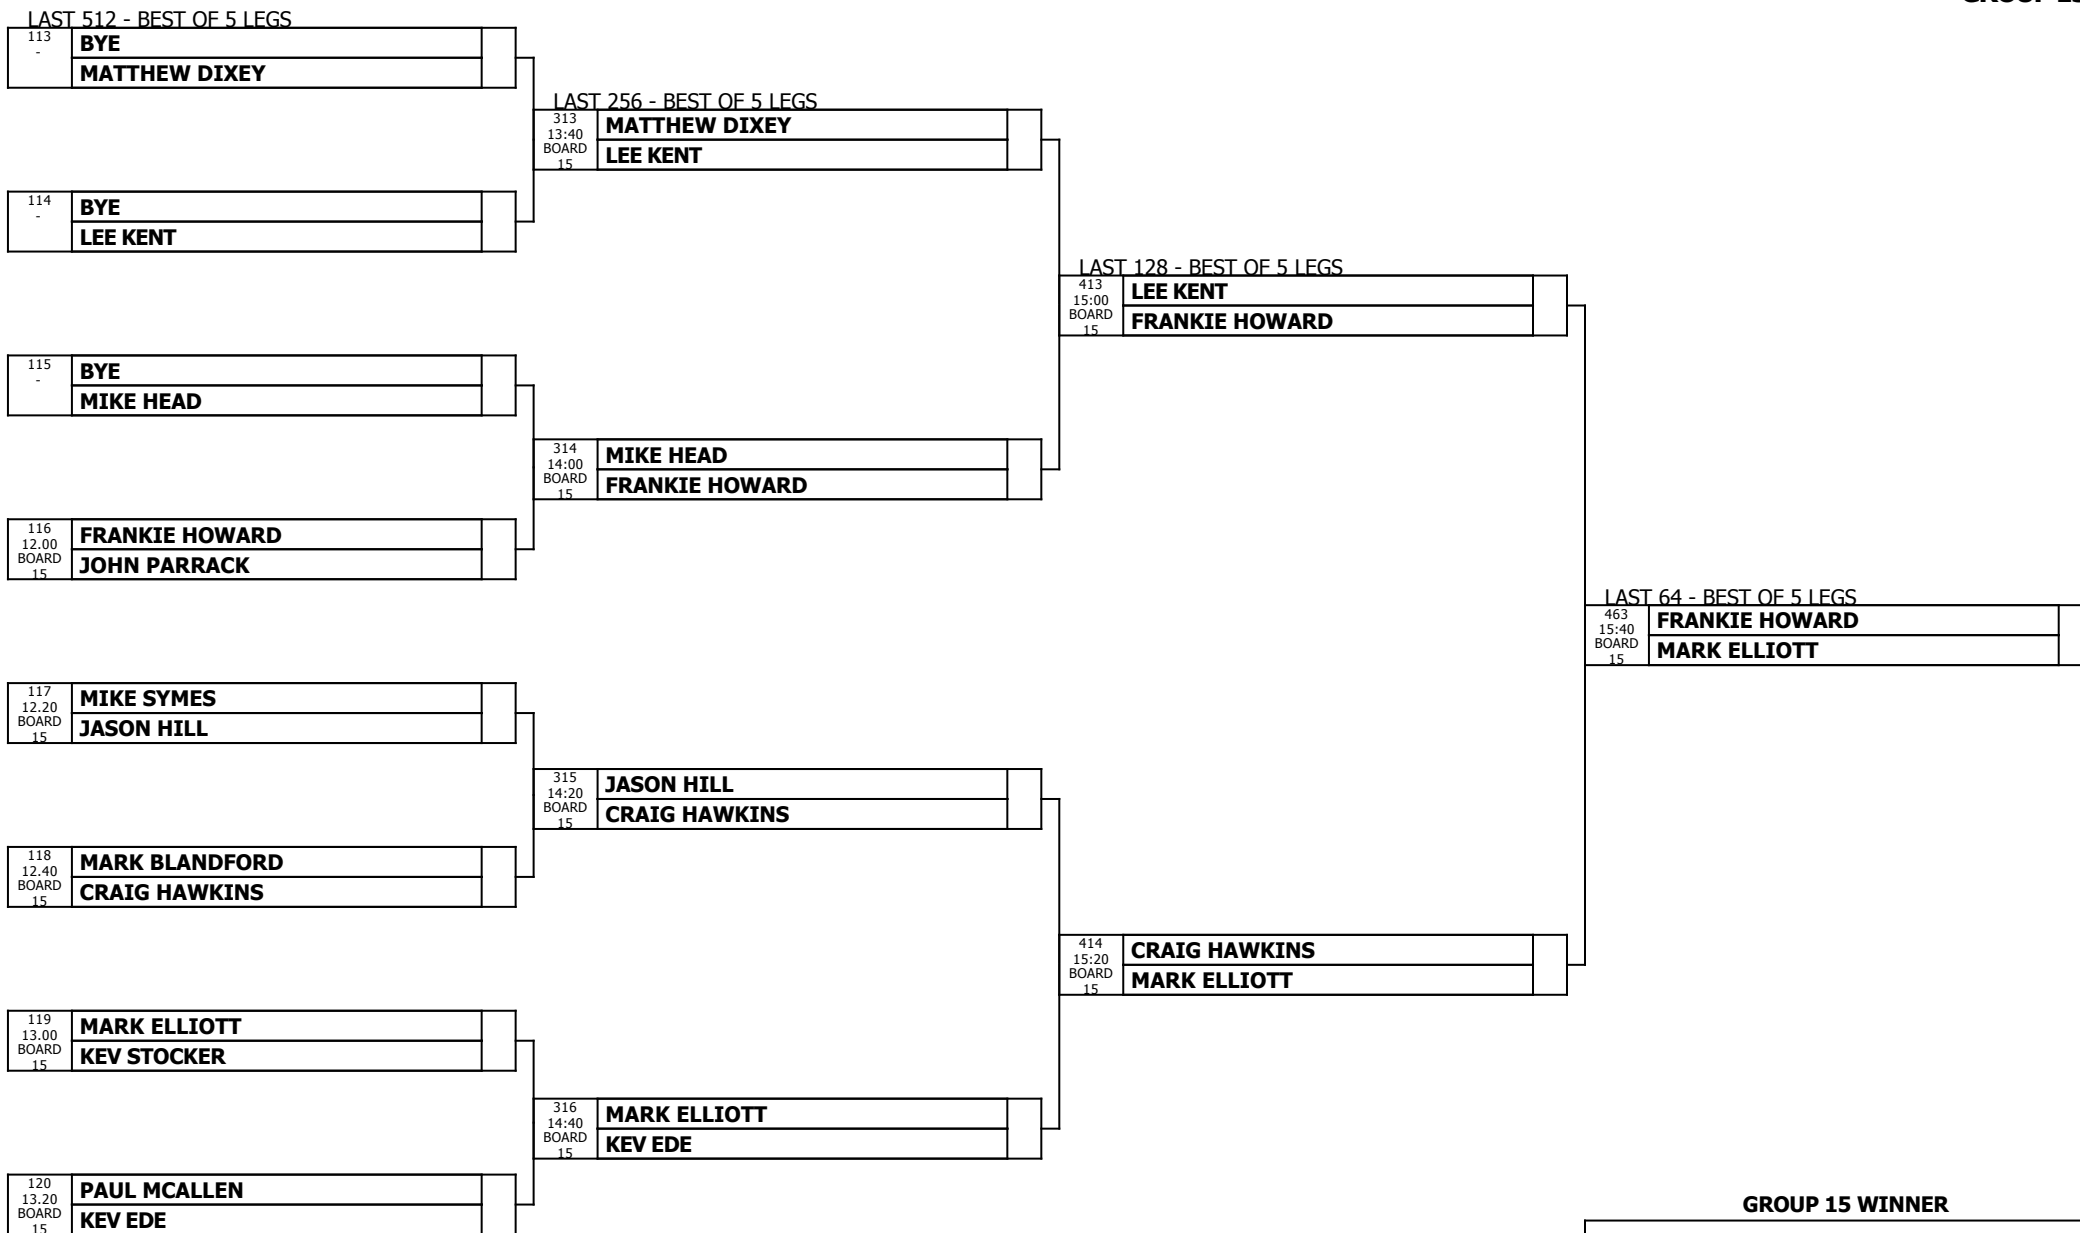 LAST 512 - BEST OF 5 LEGS
113
-
BYE
MATTHEW DIXEY
114
-
BYE
LEE KENT
115
-
BYE
MIKE HEAD
116
12.00
BOARD
15
FRANKIE HOWARD
JOHN PARRACK
117
12.20
BOARD
15
MIKE SYMES
JASON HILL
118
12.40
BOARD
15
MARK BLANDFORD
CRAIG HAWKINS
119
13.00
BOARD
15
MARK ELLIOTT
KEV STOCKER
120
13.20
BOARD
15
PAUL MCALLEN
KEV EDE
LAST 256 - BEST OF 5 LEGS
313
13:40
BOARD
15
MATTHEW DIXEY
LEE KENT
314
14:00
BOARD
15
MIKE HEAD
FRANKIE HOWARD
315
14:20
BOARD
15
JASON HILL
CRAIG HAWKINS
316
14:40
BOARD
15
MARK ELLIOTT
KEV EDE
LAST 128 - BEST OF 5 LEGS
413
15:00
BOARD
15
LEE KENT
FRANKIE HOWARD
414
15:20
BOARD
15
CRAIG HAWKINS
MARK ELLIOTT
LAST 64 - BEST OF 5 LEGS
463
15:40
BOARD
15
FRANKIE HOWARD
MARK ELLIOTT
GROUP 15 WINNER